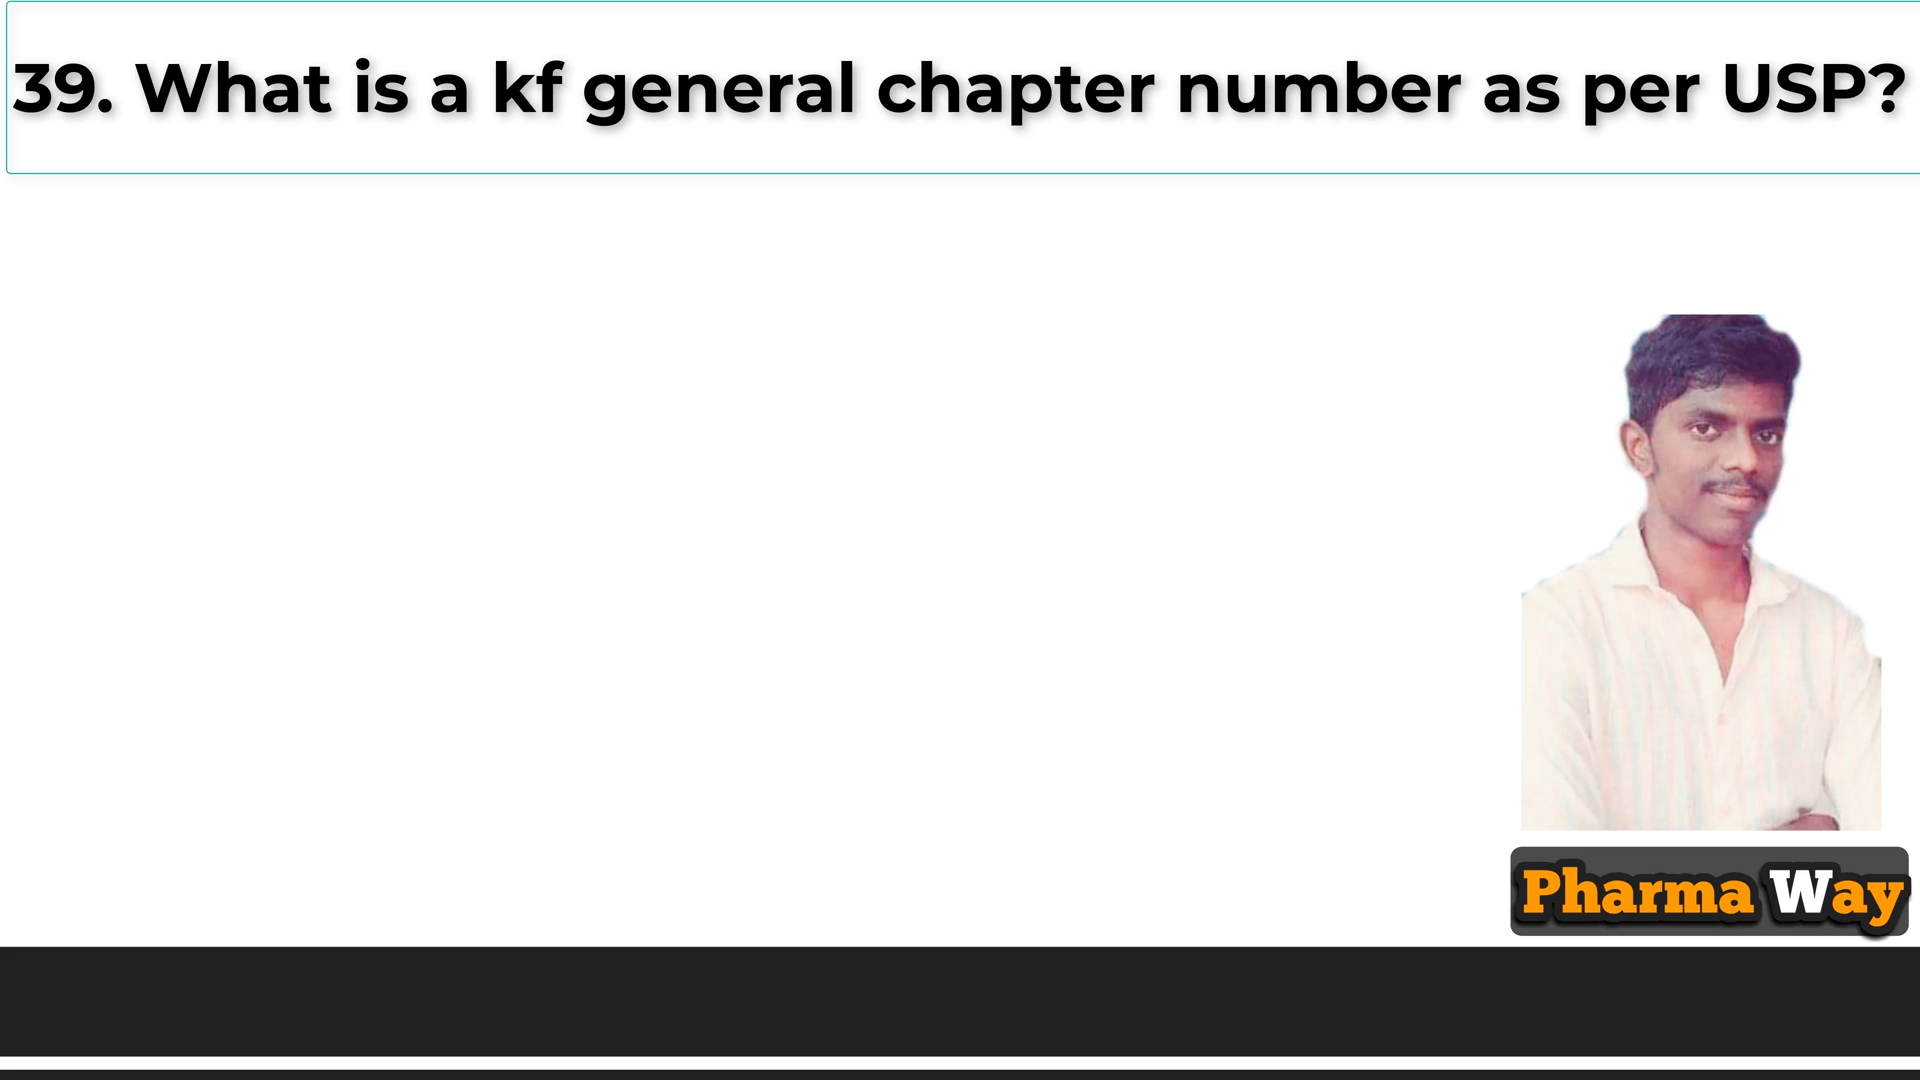 39. What is a kf general chapter number as per USP?
Pharma Way